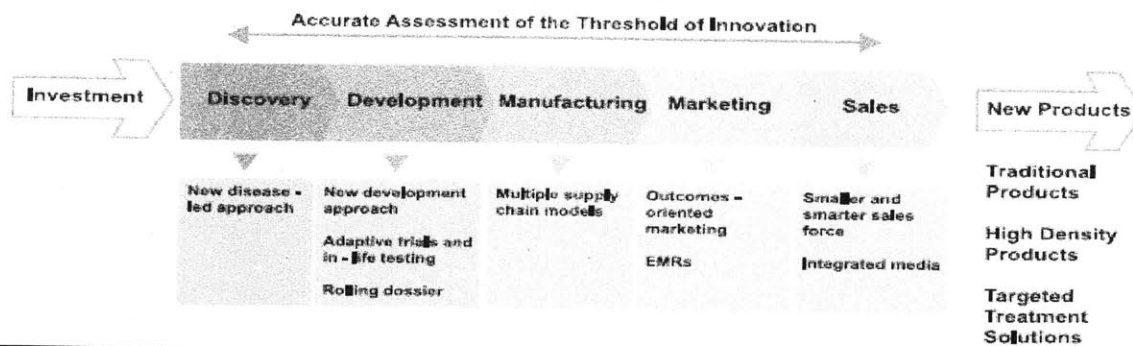 Accurate Assessment of the Threshold of Innovation
Investment
Discovery
Development
Manufacturing
Marketing
Sales
New Products
New disease -
led approach
New development
approach
Adaptive trials and
in - life testing
Rolling dossier
Multiple supply
chain models
Outcomes -
oriented
marketing
EMRs
Smaller and
smarter sales
force
Integrated media
Traditional
Products
High Density
Products
Targeted
Treatment
Solutions